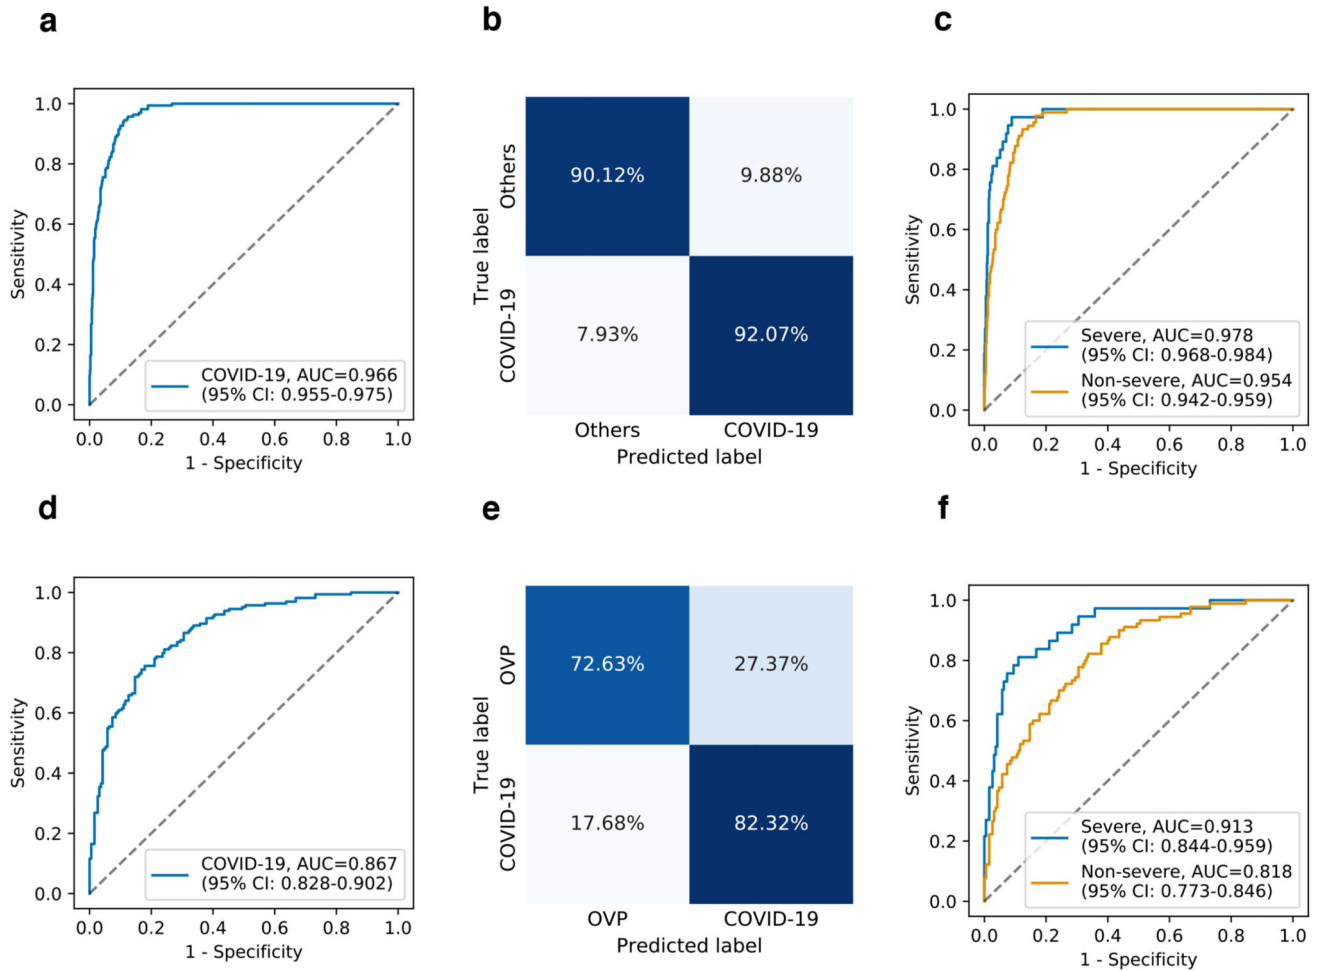 a
1.0
0.8
0.6
0.4
0.2
0.0
Sensitivity
COVID-19, AUC=0.966
(95% CI: 0.955-0.975)
0.0 0.2 0.4 0.6 0.8 1.0
1 - Specificity
b
True label
Others
COVID-19
90.12% 9.88%
7.93% 92.07%
Others COVID-19
Predicted label
c
1.0
0.8
0.6
0.4
0.2
0.0
Sensitivity
Severe, AUC=0.978
(95% CI: 0.968-0.984)
Non-severe, AUC=0.954
(95% CI: 0.942-0.959)
0.0 0.2 0.4 0.6 0.8 1.0
1 - Specificity
d
1.0
0.8
0.6
0.4
0.2
0.0
Sensitivity
COVID-19, AUC=0.867
(95% CI: 0.828-0.902)
0.0 0.2 0.4 0.6 0.8 1.0
1 - Specificity
e
True label
OVP
COVID-19
72.63% 27.37%
17.68% 82.32%
OVP COVID-19
Predicted label
f
1.0
0.8
0.6
0.4
0.2
0.0
Sensitivity
Severe, AUC=0.913
(95% CI: 0.844-0.959)
Non-severe, AUC=0.818
(95% CI: 0.773-0.846)
0.0 0.2 0.4 0.6 0.8 1.0
1 - Specificity